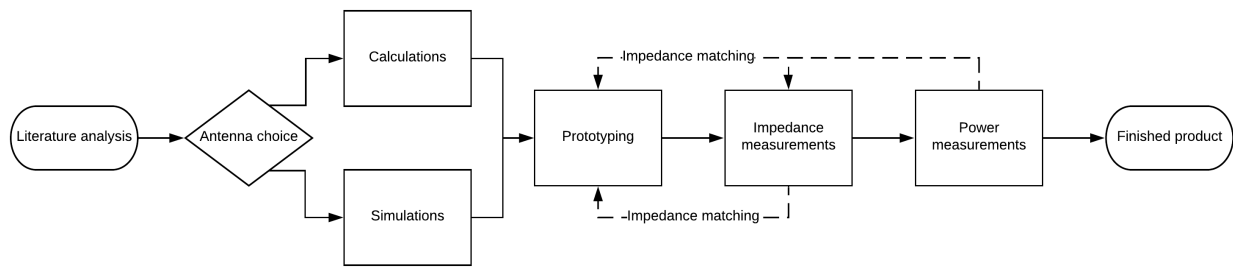 Literature analysis
Antenna choice
Calculations
Simulations
Impedance matching
Prototyping
Impedance
measurements
Power
measurements
Finished product
Impedance matching